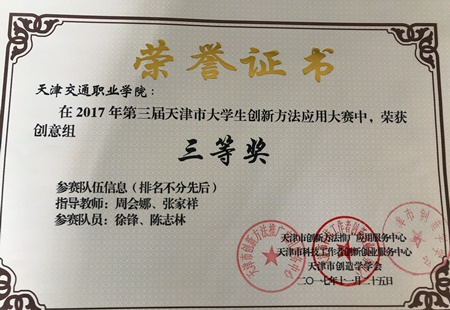 荣誉证书
天津交通职业学院：
在2017年第三届天津市大学生创新方法应用大赛中，荣获
创意组
三等奖
参赛队伍信息（排名不分先后）
指导教师：周会娜、张家祥
参赛队员：徐锋、陈志林
天津市创新方法推广应用服务中心
天津市科技工作者创新创业服务中心
天津市创造学学会
二〇一七年十一月二十五日